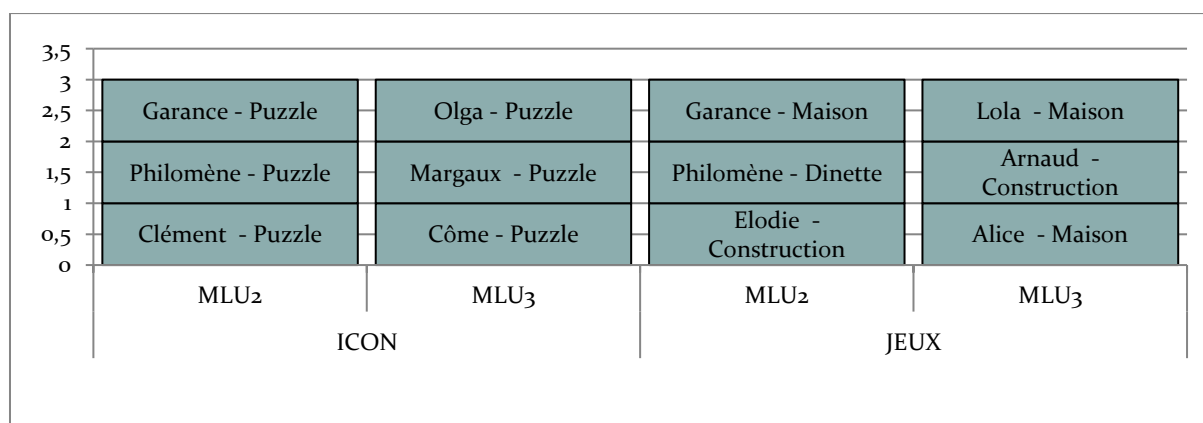 3,5
3
2,5
2
1,5
1
0,5
0
Garance - Puzzle
Philomène - Puzzle
Clément - Puzzle
Olga - Puzzle
Margaux - Puzzle
Côme - Puzzle
Garance - Maison
Philomène - Dinette
Elodie -
Construction
Lola - Maison
Arnaud -
Construction
Alice - Maison
MLU2
MLU3
MLU2
MLU3
ICON
JEUX